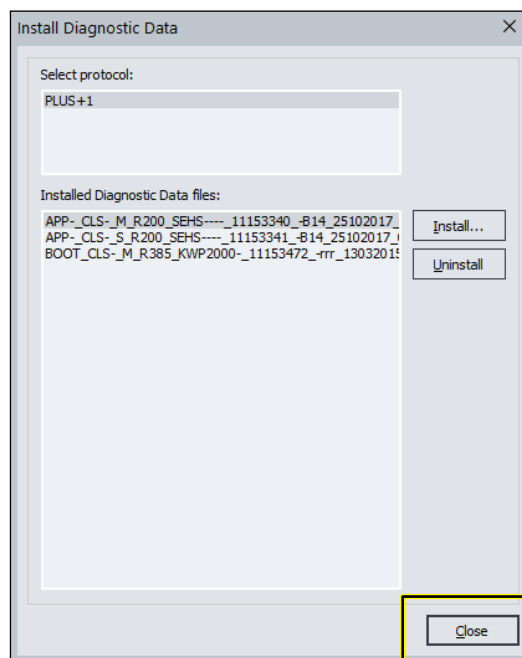 Install Diagnostic Data
Select protocol:
PLUS+1
Installed Diagnostic Data files:
APP-_CLS-_M_R200_SEHS----_11153340_-B14_25102017_
APP-_CLS-_S_R200_SEHS----_11153341_-B14_25102017_
BOOT_CLS-_M_R385_KWP2000-_11153472_-rrr_13032015
Install...
Uninstall
Close